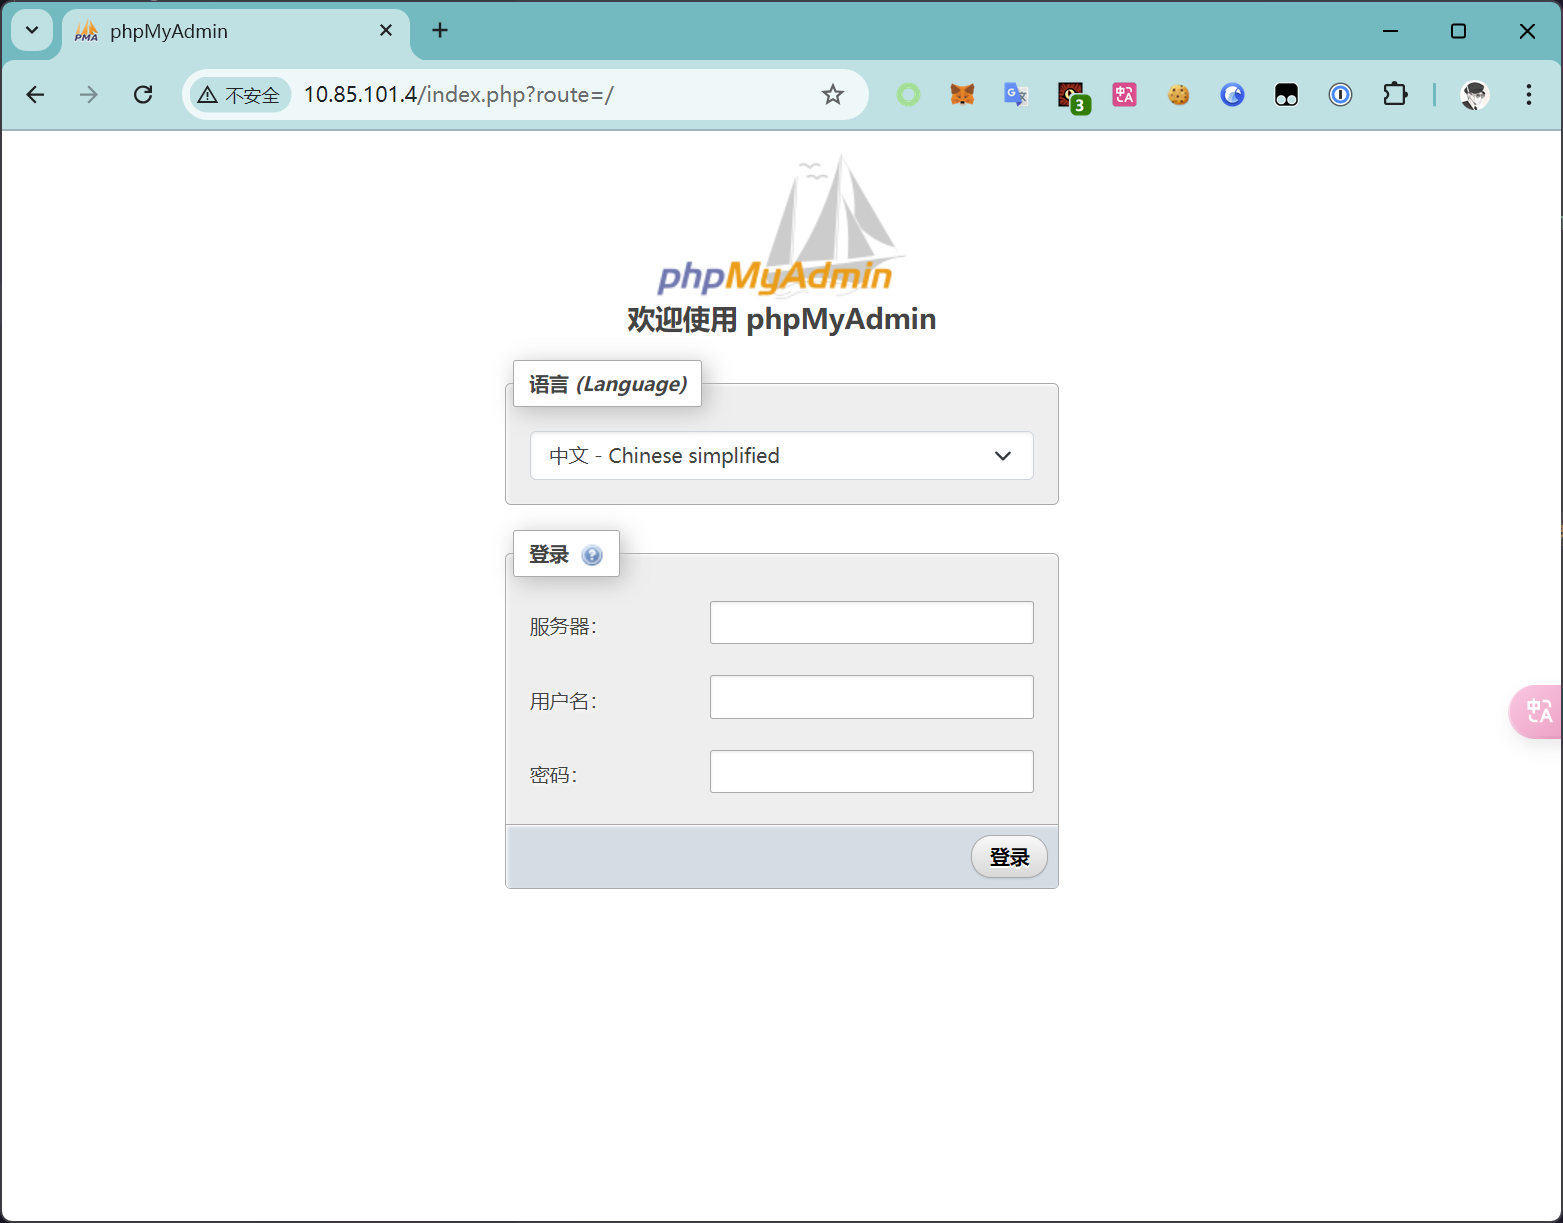 phpMyAdmin
不安全
10.85.101.4/index.php?route=/
3
phpMyAdmin
欢迎使用 phpMyAdmin
语言 (Language)
中文 - Chinese simplified
登录
服务器：
用户名：
密码：
登录